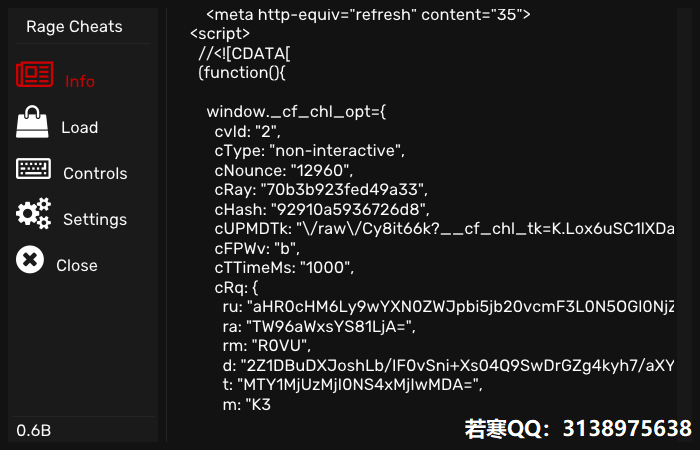 Rage Cheats
Info
Load
Controls
Settings
Close
0.6B
<meta http-equiv="refresh" content="35">
<script>
//<![CDATA[
(function(){
window._cf_chl_opt={
cvId: "2",
cType: "non-interactive",
cNounce: "12960",
cRay: "70b3b923fed49a33",
cHash: "92910a5936726d8",
cUPMDTk: "\/raw\/Cy8it66k?__cf_chl_tk=K.Lox6uSC1lXDa
cFPWv: "b",
cTTimeMs: "1000",
cRq: {
ru: "aHR0cHM6Ly9wYXN0ZWJpbi5jb20vcmF3L0N5OGl0NjZ
ra: "TW96aWxsYS81LjA=",
rm: "R0VU",
d: "2Z1DBuDXJoshLb/IF0vSni+Xs04Q9SwDrGZg4kyh7/aXY
t: "MTY1MjUzMjI0NS4xMjIwMDA=",
m: "K3
若寒QQ：3138975638